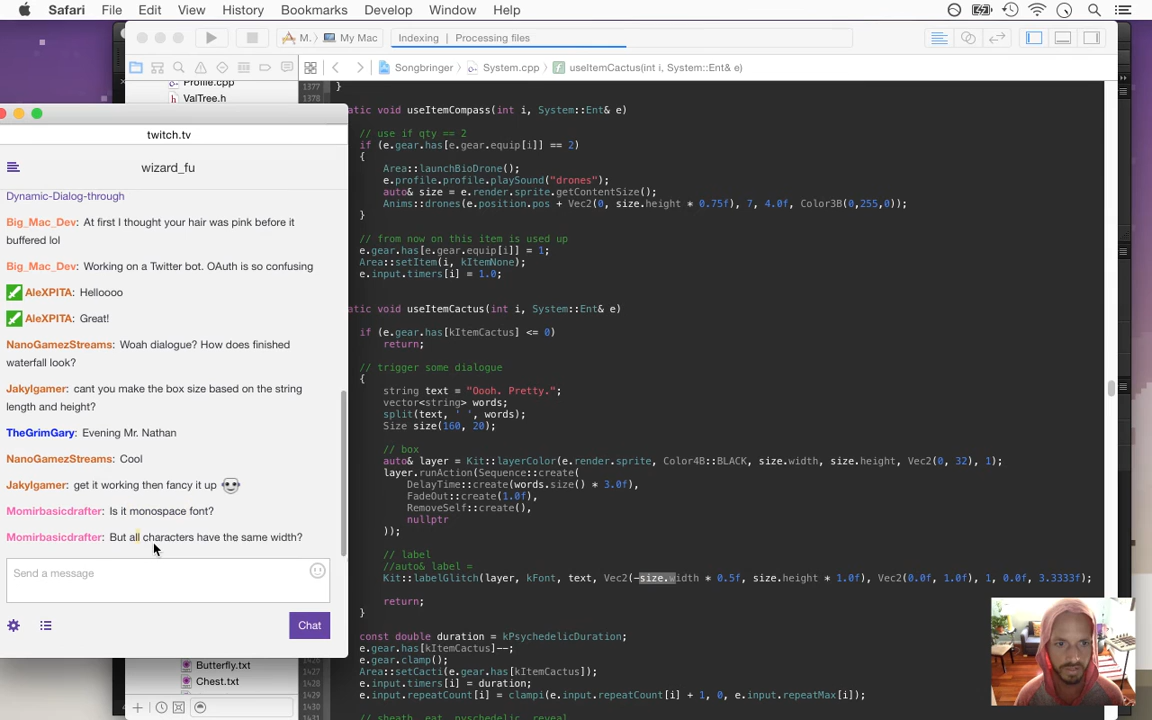 Safari File Edit View History Bookmarks Develop Window Help
M. My Mac
Indexing | Processing files
Songbringer System.cpp useItemCactus(int i, System::Ent& e)
Profile.cpp
ValTree.h
twitch.tv
wizard_fu
Dynamic-Dialog-through
Big_Mac_Dev: At first I thought your hair was pink before it
buffered lol
Big_Mac_Dev: Working on a Twitter bot. OAuth is so confusing
AleXPITA: Helloooo
AleXPITA: Great!
NanoGamezStreams: Woah dialogue? How does finished
waterfall look?
Jakylgamer: cant you make the box size based on the string
length and height?
TheGrimGary: Evening Mr. Nathan
NanoGamezStreams: Cool
Jakylgamer: get it working then fancy it up
Momirbasicdrafter: Is it monospace font?
Momirbasicdrafter: But all characters have the same width?
Send a message
Chat
Butterfly.txt
Chest.txt
1377 }
1378
atic void useItemCompass(int i, System::Ent& e)
// use if qty == 2
if (e.gear.has[e.gear.equip[i]] == 2)
{
Area::launchBioDrone();
e.profile.profile.playSound("drones");
auto& size = e.render.sprite.getContentSize();
Anims::drones(e.position.pos + Vec2(0, size.height * 0.75f), 7, 4.0f, Color3B(0,255,0));
}
// from now on this item is used up
e.gear.has[e.gear.equip[i]] = 1;
Area::setItem(i, kItemNone);
e.input.timers[i] = 1.0;
atic void useItemCactus(int i, System::Ent& e)
if (e.gear.has[kItemCactus] <= 0)
return;
// trigger some dialogue
{
string text = "Oooh. Pretty.";
vector<string> words;
split(text, ' ', words);
Size size(160, 20);
// box
auto& layer = Kit::layerColor(e.render.sprite, Color4B::BLACK, size.width, size.height, Vec2(0, 32), 1);
layer.runAction(Sequence::create(
DelayTime::create(words.size() * 3.0f),
FadeOut::create(1.0f),
RemoveSelf::create(),
nullptr
));
// label
//auto& label =
Kit::labelGlitch(layer, kFont, text, Vec2(-size.width * 0.5f, size.height * 1.0f), Vec2(0.0f, 1.0f), 1, 0.0f, 3.3333f);
return;
}
const double duration = kPsychedelicDuration;
e.gear.has[kItemCactus]--;
e.gear.clamp();
Area::setCacti(e.gear.has[kItemCactus]);
1427
e.input.timers[i] = duration;
1428
e.input.repeatCount[i] = clampi(e.input.repeatCount[i] + 1, 0, e.input.repeatMax[i]);
1429
1430
// sheath, eat, pyschedelic, reveal